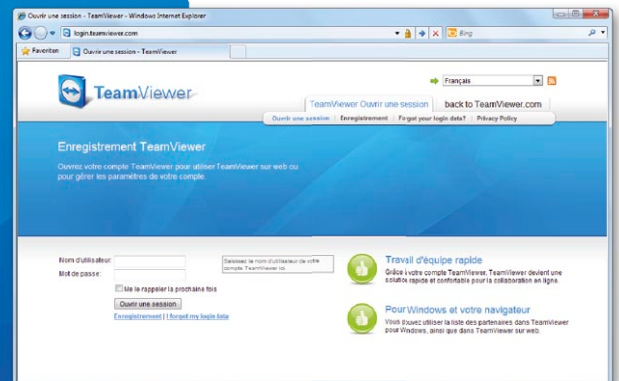 Ouvrir une session - TeamViewer - Windows Internet Explorer
login.teamviewer.com
Bing
Favoriten
Ouvrir une session - TeamViewer
Français
TeamViewer
TeamViewer Ouvrir une session
back to TeamViewer.com
Ouvrir une session | Enregistrement | Forgot your login data? | Privacy Policy
Enregistrement TeamViewer
Ouvrez votre compte TeamViewer pour utiliser TeamViewer sur web ou
pour gérer les paramètres de votre compte.
Nom d'utilisateur:
Mot de passe:
Saisissez le nom d'utilisateur de votre
compte TeamViewer ici
Me le rappeler la prochaine fois
Ouvrir une session
Enregistrement | I forgot my login data
Travail d'équipe rapide
Grâce à votre compte TeamViewer, TeamViewer devient une
solution rapide et confortable pour la collaboration en ligne.
Pour Windows et votre navigateur
Vous pouvez utiliser la liste des partenaires dans TeamViewer
pour Windows, ainsi que dans TeamViewer sur web.